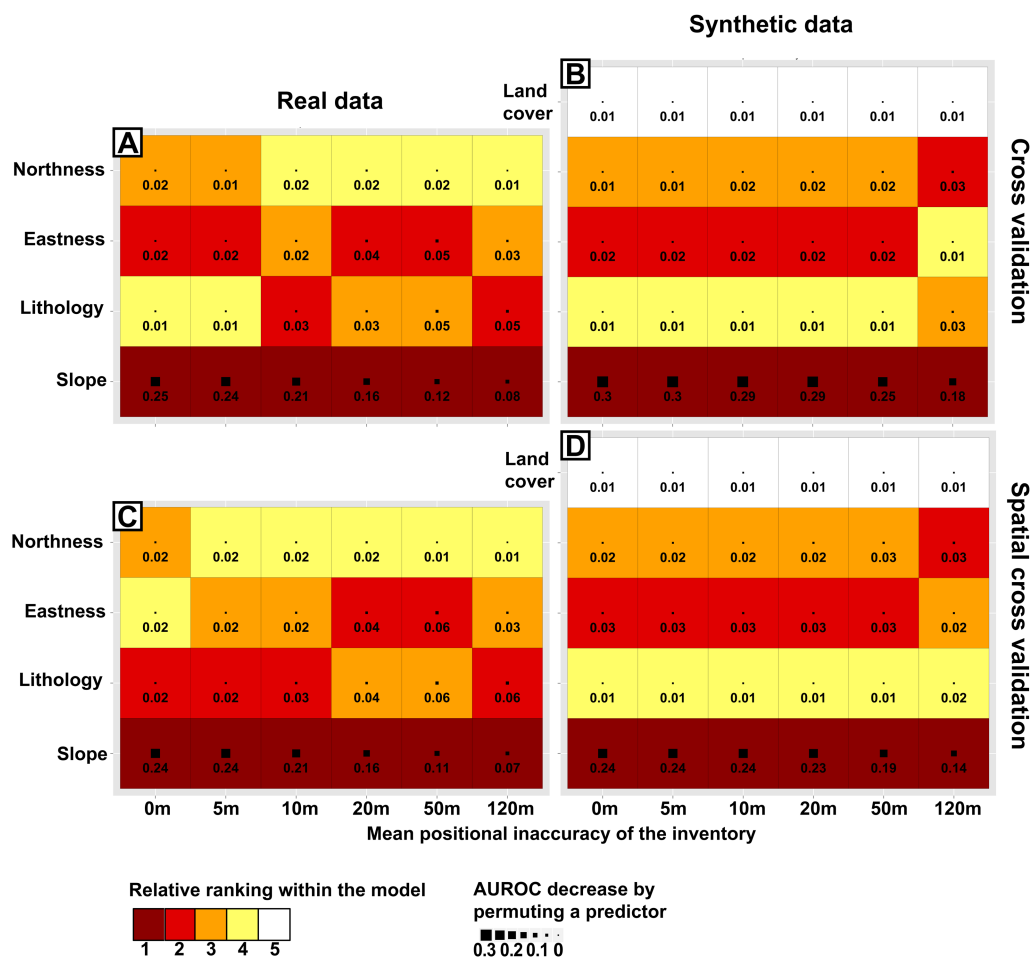 Synthetic data
Real data
B
Land
cover
0.01 0.01 0.01 0.01 0.01 0.01
A
Northness
0.02 0.01 0.02 0.02 0.02 0.01
0.01 0.01 0.02 0.02 0.02 0.03
Eastness
0.02 0.02 0.02 0.04 0.05 0.03
0.02 0.02 0.02 0.02 0.02 0.01
Lithology
0.01 0.01 0.03 0.03 0.05 0.05
0.01 0.01 0.01 0.01 0.01 0.03
Slope
0.25 0.24 0.21 0.16 0.12 0.08
0.3 0.3 0.29 0.29 0.25 0.18
Cross validation
D
Land
cover
0.01 0.01 0.01 0.01 0.01 0.01
C
Northness
0.02 0.02 0.02 0.02 0.01 0.01
0.02 0.02 0.02 0.02 0.03 0.03
Eastness
0.02 0.02 0.02 0.04 0.06 0.03
0.03 0.03 0.03 0.03 0.03 0.02
Lithology
0.02 0.02 0.03 0.04 0.06 0.06
0.01 0.01 0.01 0.01 0.01 0.02
Slope
0.24 0.24 0.21 0.16 0.11 0.07
0.24 0.24 0.24 0.23 0.19 0.14
Spatial cross validation
0m 5m 10m 20m 50m 120m
0m 5m 10m 20m 50m 120m
Mean positional inaccuracy of the inventory
Relative ranking within the model
1 2 3 4 5
AUROC decrease by
permuting a predictor
0.3 0.2 0.1 0